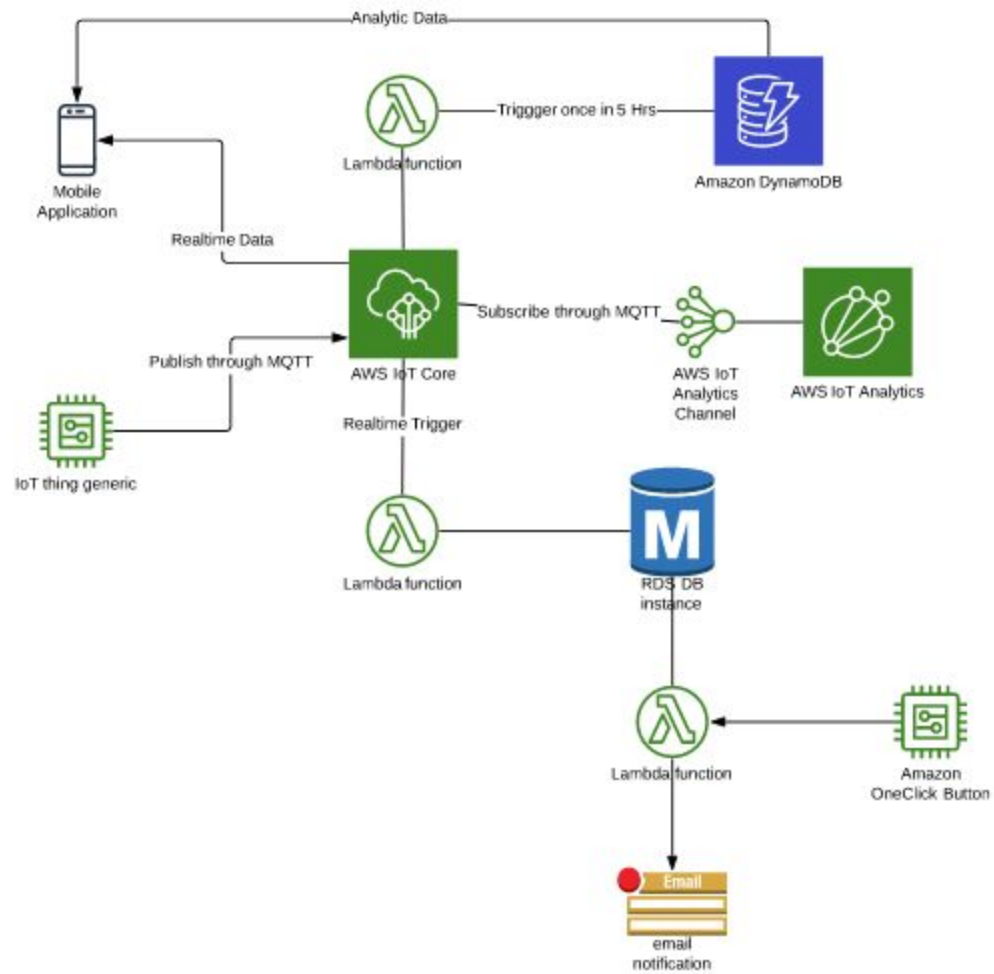 Analytic Data
Triggger once in 5 Hrs
Lambda function
Amazon DynamoDB
Mobile
Application
Realtime Data
Subscribe through MQTT
Publish through MQTT
AWS IoT Core
AWS IoT
Analytics
Channel
AWS IoT Analytics
Realtime Trigger
IoT thing generic
M
Lambda function
RDS DB
instance
Lambda function
Amazon
OneClick Button
Email
email
notification